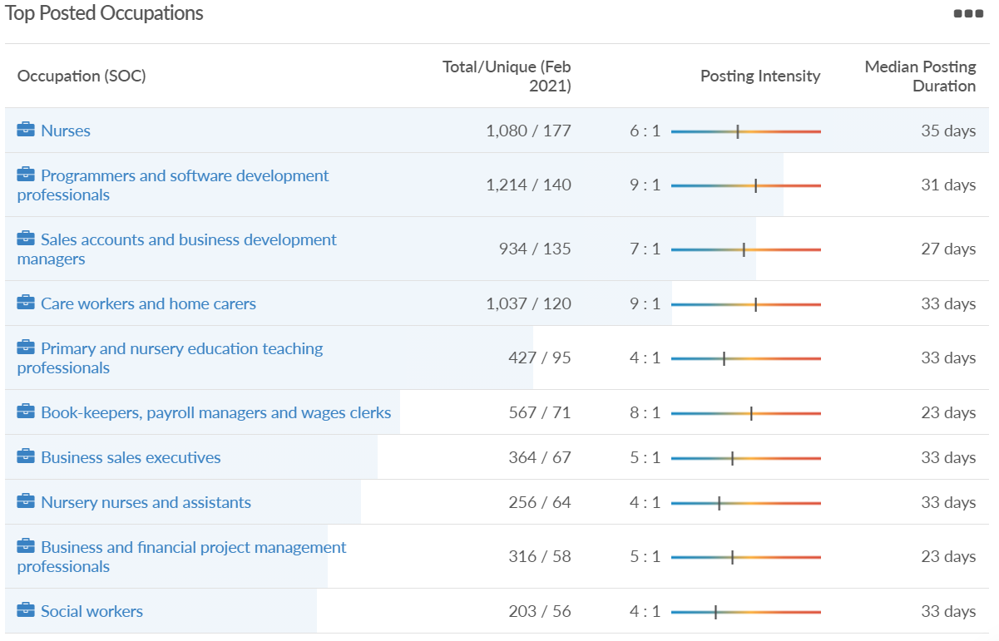 Top Posted Occupations
Occupation (SOC) Total/Unique (Feb 2021) Posting Intensity Median Posting Duration
Nurses 1,080 / 177 6 : 1 35 days
Programmers and software development professionals 1,214 / 140 9 : 1 31 days
Sales accounts and business development managers 934 / 135 7 : 1 27 days
Care workers and home carers 1,037 / 120 9 : 1 33 days
Primary and nursery education teaching professionals 427 / 95 4 : 1 33 days
Book-keepers, payroll managers and wages clerks 567 / 71 8 : 1 23 days
Business sales executives 364 / 67 5 : 1 33 days
Nursery nurses and assistants 256 / 64 4 : 1 33 days
Business and financial project management professionals 316 / 58 5 : 1 23 days
Social workers 203 / 56 4 : 1 33 days